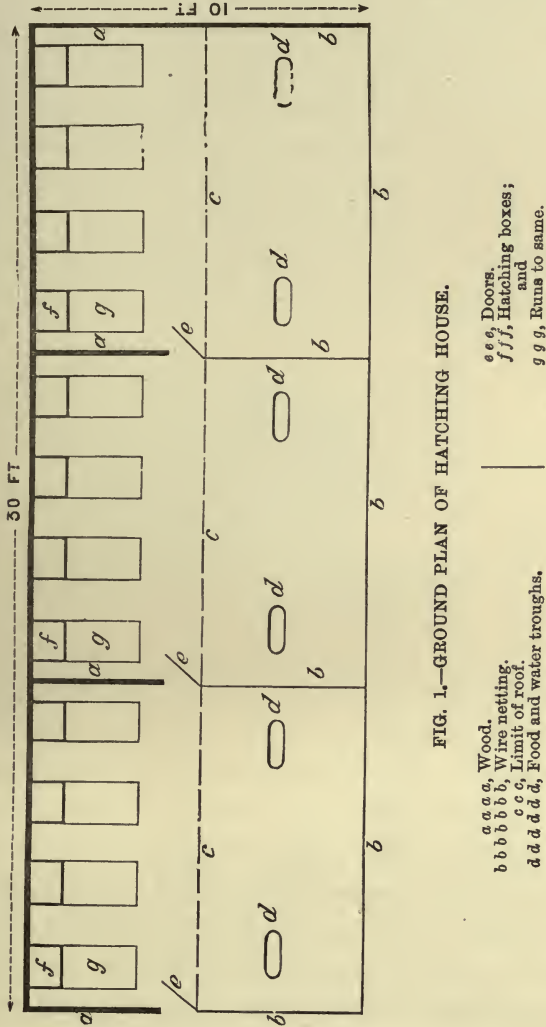 30 FT
10 FT
a
f f f
g g g
a a a
e e e
c c c
d d d d d d
b b b b
b b b
FIG. 1.—GROUND PLAN OF HATCHING HOUSE.
a a a a, Wood.
b b b b b b b, Wire netting.
c c c, Limit of roof.
d d d d d d, Food and water troughs.
e e e, Doors.
f f f, Hatching boxes;
and
g g g, Runs to same.